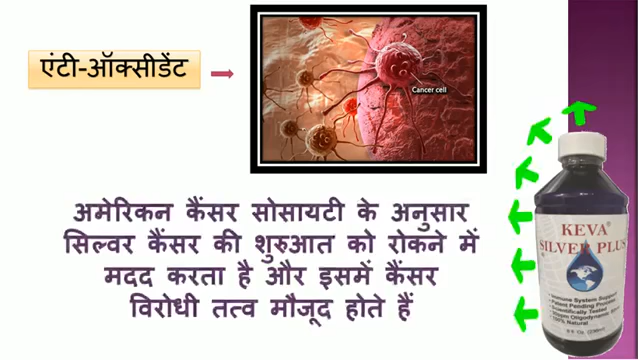 एंटी-ऑक्सीडेंट
Cancer cell
अमेरिकन कैंसर सोसायटी के अनुसार
सिल्वर कैंसर की शुरुआत को रोकने में
मदद करता है और इसमें कैंसर
विरोधी तत्व मौजूद होते हैं
KEVA®
SILVER PLUS
• Immune System Support
• Patent Pending Process
• Scientifically Tested
Oligodynamic
• 100% Natural